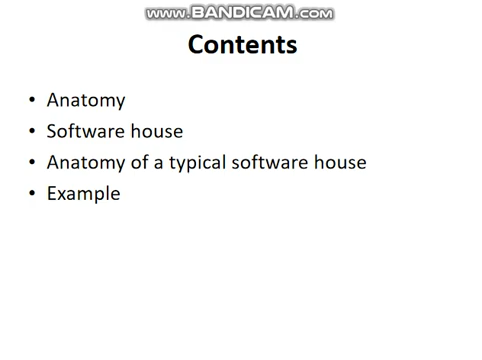 www.BANDICAM.com
Contents
• Anatomy
• Software house
• Anatomy of a typical software house
• Example